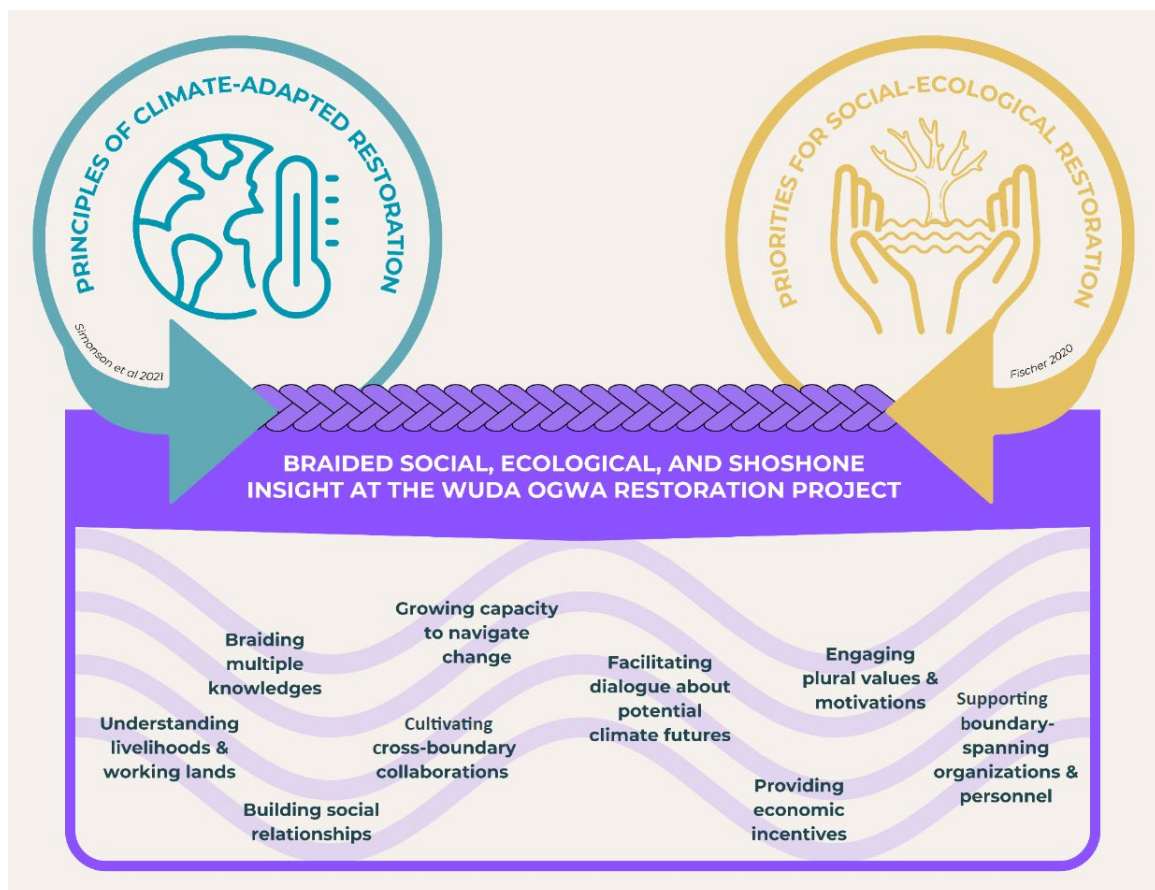 PRINCIPLES OF CLIMATE-ADAPTED RESTORATION
Simonson et al 2021
PRIORITIES FOR SOCIAL-ECOLOGICAL RESTORATION
Fischer 2020
BRAIDED SOCIAL, ECOLOGICAL, AND SHOSHONE
INSIGHT AT THE WUDA OGWA RESTORATION PROJECT
Braiding
multiple
knowledges
Growing capacity
to navigate
change
Facilitating
dialogue about
potential
climate futures
Engaging
plural values &
motivations
Understanding
livelihoods &
working lands
Cultivating
cross-boundary
collaborations
Supporting
boundary-
spanning
organizations &
personnel
Building social
relationships
Providing
economic
incentives